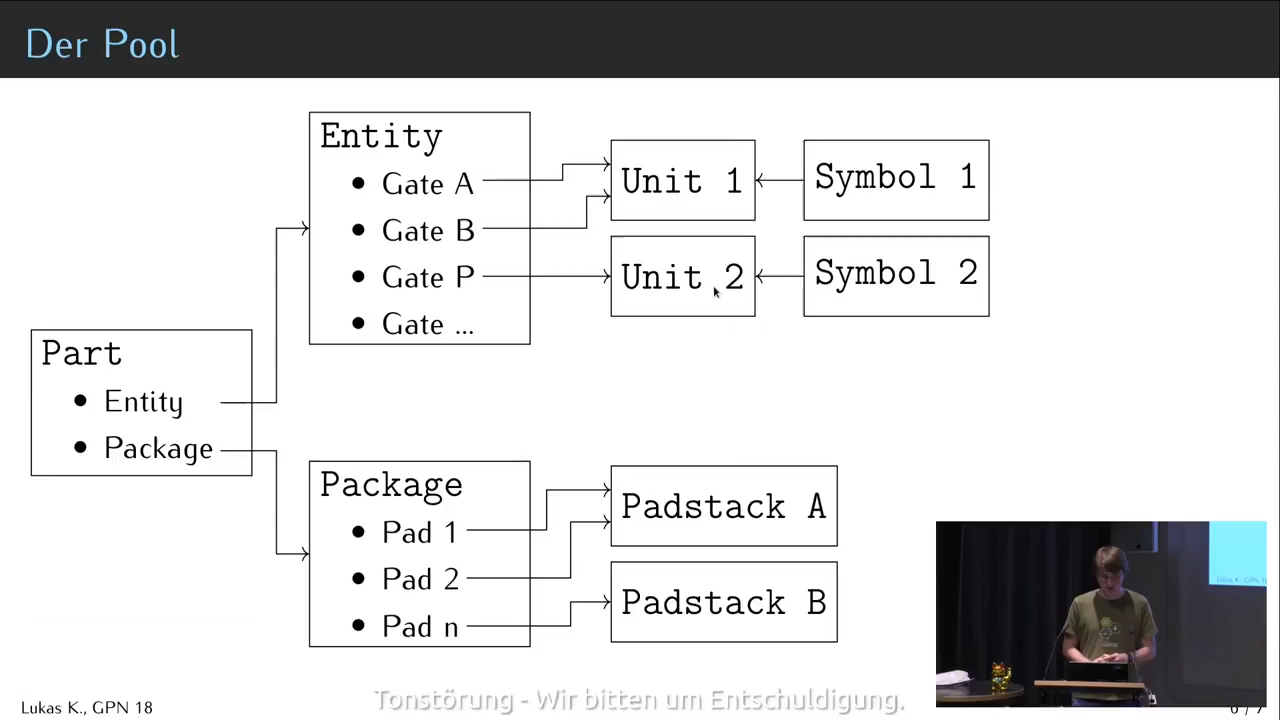 Der Pool
Entity
• Gate A
• Gate B
• Gate P
• Gate ...
Unit 1
Unit 2
Symbol 1
Symbol 2
Part
• Entity
• Package
Package
• Pad 1
• Pad 2
• Pad n
Padstack A
Padstack B
Lukas K., GPN 18
Tonstörung - Wir bitten um Entschuldigung.